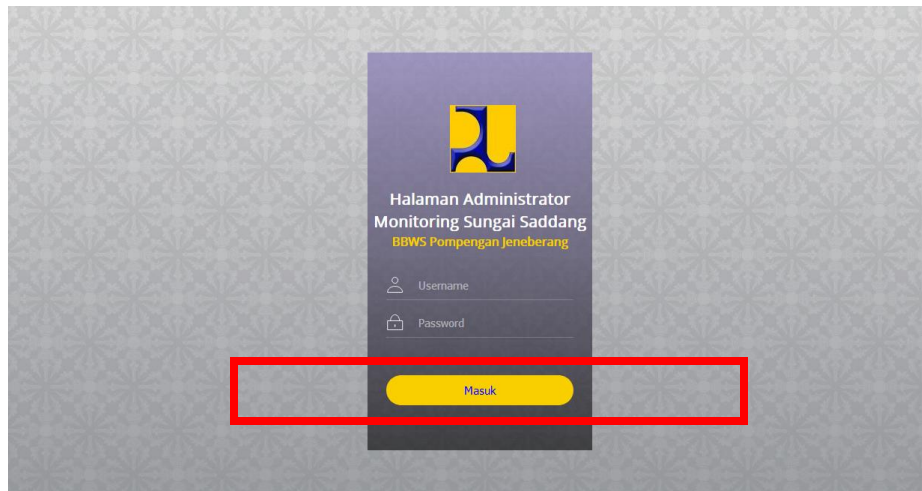 Halaman Administrator
Monitoring Sungai Saddang
BBWS Pompengan Jeneberang
Username
Password
Masuk